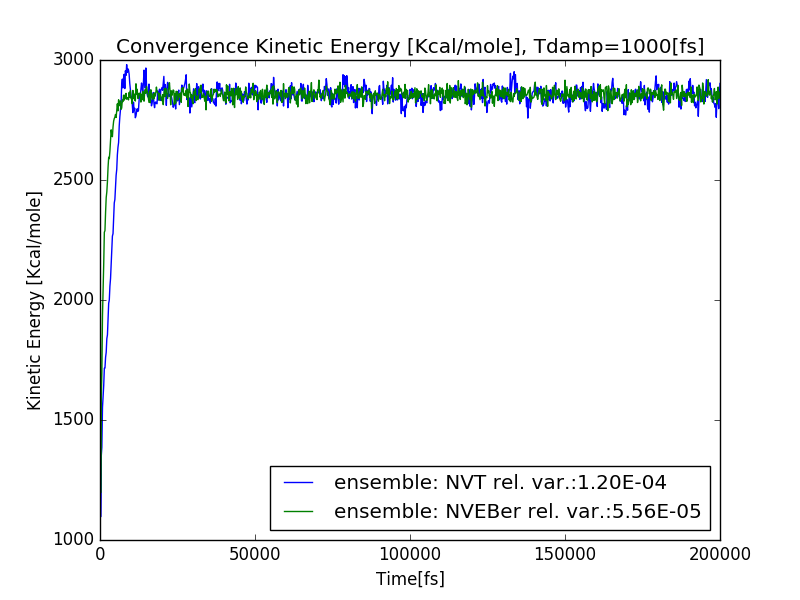 Convergence Kinetic Energy [Kcal/mole], Tdamp=1000[fs]
3000
2500
2000
1500
1000
Kinetic Energy [Kcal/mole]
ensemble: NVT rel. var.:1.20E-04
ensemble: NVEBer rel. var.:5.56E-05
0 50000 100000 150000 200000
Time[fs]